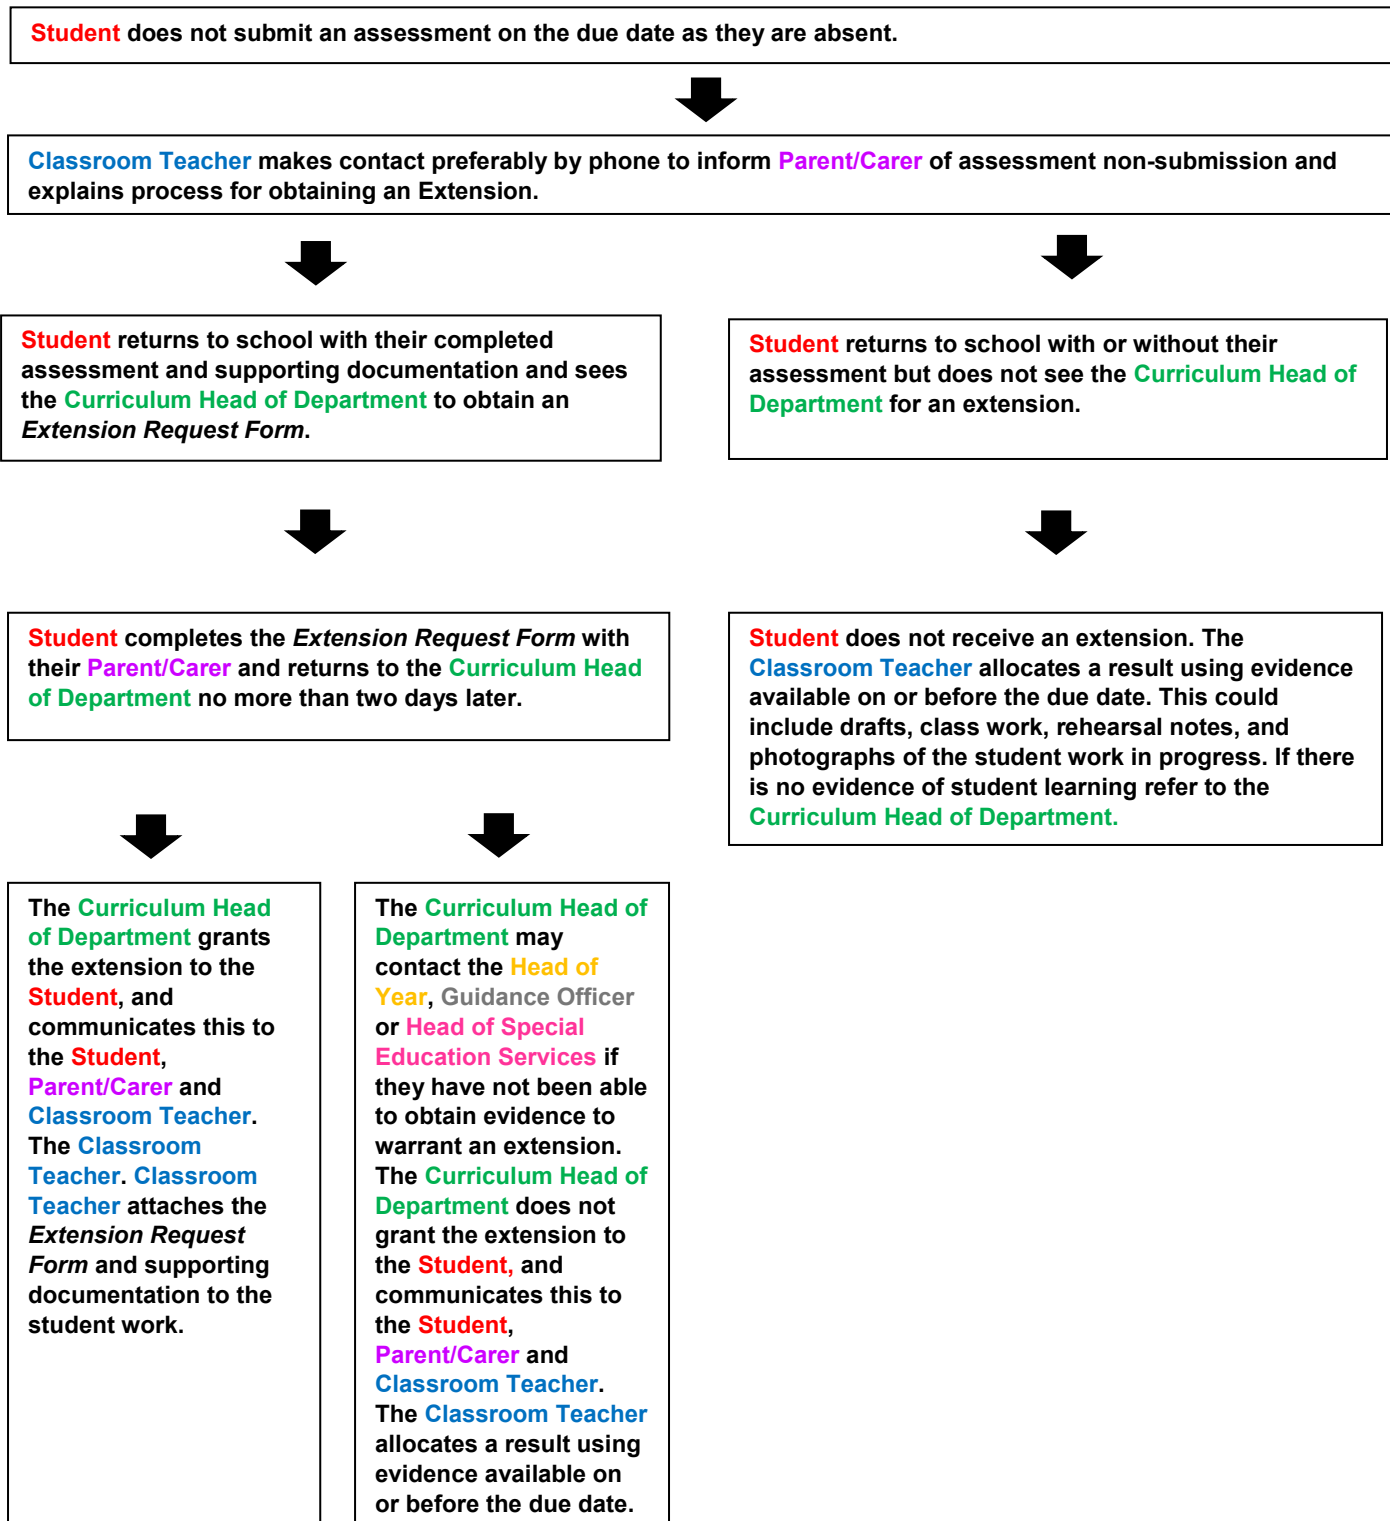 Student does not submit an assessment on the due date as they are absent.
Classroom Teacher makes contact preferably by phone to inform Parent/Carer of assessment non-submission and
explains process for obtaining an Extension.
Student returns to school with their completed
assessment and supporting documentation and sees
the Curriculum Head of Department to obtain an
Extension Request Form.
Student returns to school with or without their
assessment but does not see the Curriculum Head of
Department for an extension.
Student completes the Extension Request Form with
their Parent/Carer and returns to the Curriculum Head
of Department no more than two days later.
Student does not receive an extension. The
Classroom Teacher allocates a result using evidence
available on or before the due date. This could
include drafts, class work, rehearsal notes, and
photographs of the student work in progress. If there
is no evidence of student learning refer to the
Curriculum Head of Department.
The Curriculum Head
of Department grants
the extension to the
Student, and
communicates this to
the Student,
Parent/Carer and
Classroom Teacher.
The Classroom
Teacher. Classroom
Teacher attaches the
Extension Request
Form and supporting
documentation to the
student work.
The Curriculum Head of
Department may
contact the Head of
Year, Guidance Officer
or Head of Special
Education Services if
they have not been able
to obtain evidence to
warrant an extension.
The Curriculum Head of
Department does not
grant the extension to
the Student, and
communicates this to
the Student,
Parent/Carer and
Classroom Teacher.
The Classroom Teacher
allocates a result using
evidence available on
or before the due date.